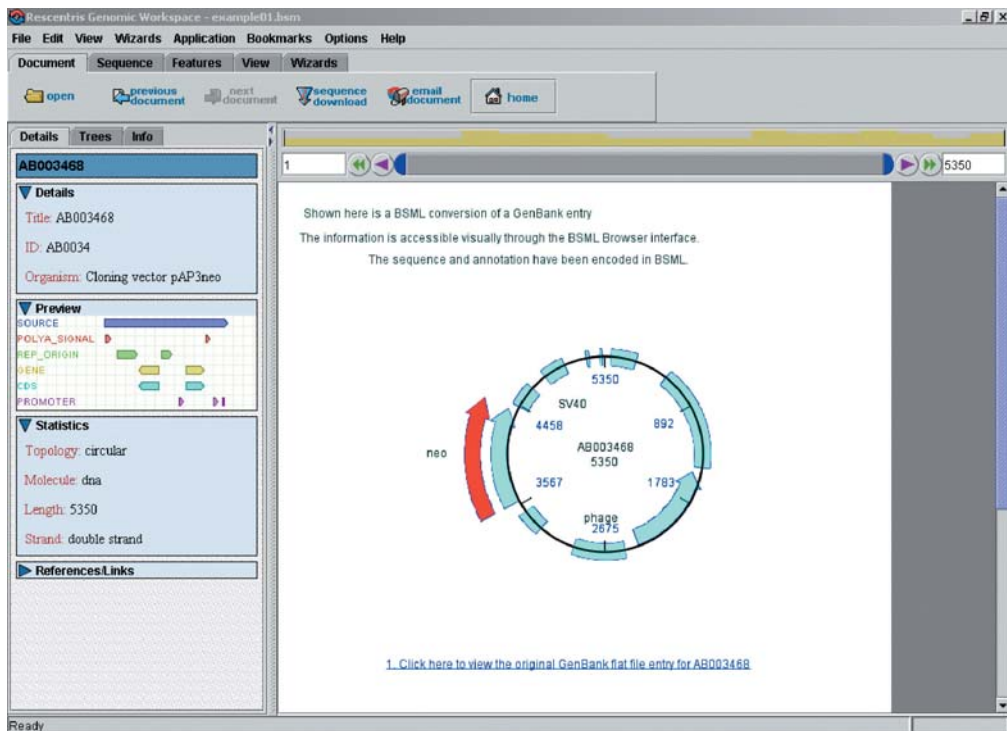 Rescentris Genomic Workspace - example01.bsm
File Edit View Wizards Application Bookmarks Options Help
Document Sequence Features View Wizards
open previous document next document sequence download email document home
Details Trees Info
1 5350
AB003468
Details
Title: AB003468
ID: AB0034
Organism: Cloning vector pAP3neo
Preview
SOURCE
POLYA_SIGNAL
REP_ORIGIN
GENE
CDS
PROMOTER
Statistics
Topology: circular
Molecule: dna
Length: 5350
Strand: double strand
References/Links
Shown here is a BSML conversion of a GenBank entry
The information is accessible visually through the BSML Browser interface.
The sequence and annotation have been encoded in BSML.
5350
SV40
4458 892
neo
AB003468
5350
3567 1783
phage
2675
1. Click here to view the original GenBank flat file entry for AB003468
Ready